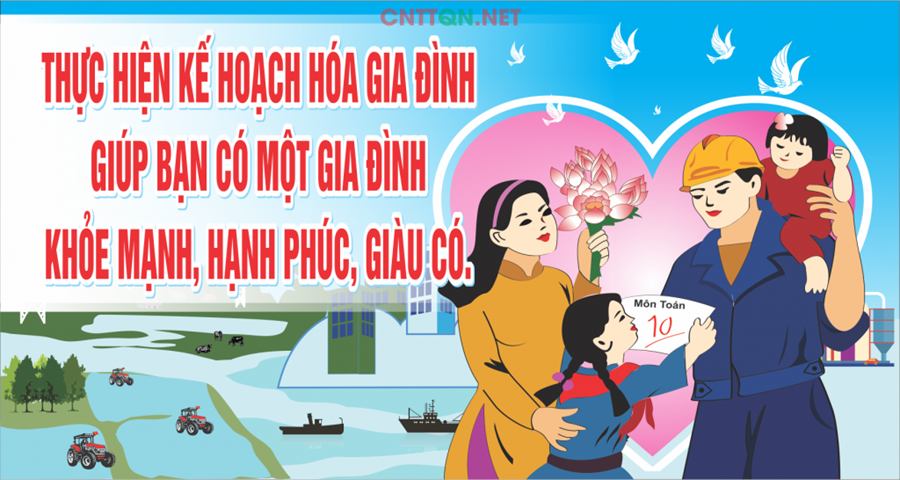 CNTTQN.NET
THỰC HIỆN KẾ HOẠCH HÓA GIA ĐÌNH
GIÚP BẠN CÓ MỘT GIA ĐÌNH
KHỎE MẠNH, HẠNH PHÚC, GIÀU CÓ.
Môn Toán
10